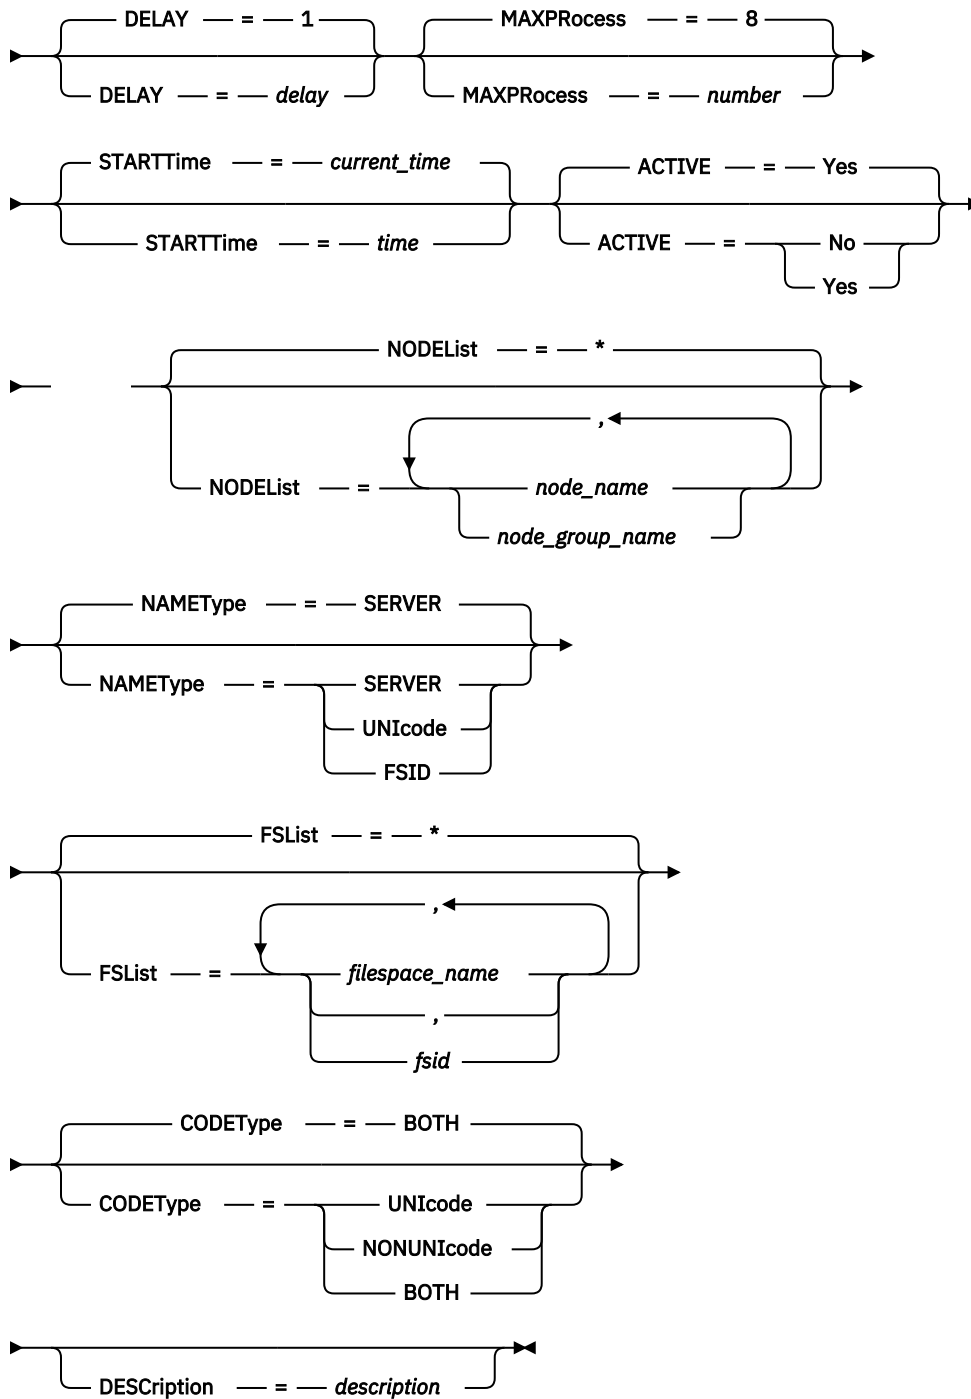 DELAY = 1 MAXPRocess = 8
DELAY = delay MAXPRocess = number
STARTTime = current_time ACTIVE = Yes
STARTTime = time ACTIVE = No
Yes
NODEList = *
,
NODEList = node_name
node_group_name
NAMEType = SERVER
NAMEType = SERVER
UNIcode
FSID
FSList = *
,
FSList = filespace_name
,
fsid
CODEType = BOTH
CODEType = UNIcode
NONUNIcode
BOTH
DESCription = description